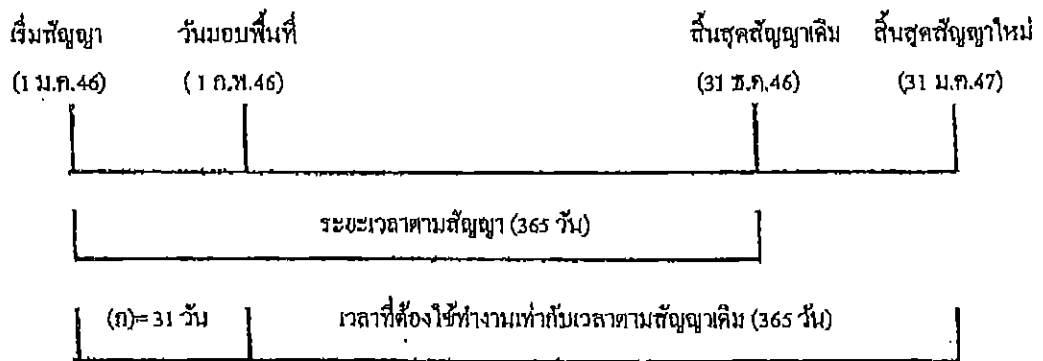 เริ่มสัญญา วันมอบพื้นที่ สิ้นสุดสัญญาเดิม สิ้นสุดสัญญาใหม่
(1 ม.ค.46) (1 ก.พ.46) (31 ธ.ค.46) (31 ม.ค.47)
ระยะเวลาตามสัญญา (365 วัน)
(ก)= 31 วัน เวลาที่ต้องใช้ทำงานเท่ากับเวลาตามสัญญาเดิม (365 วัน)